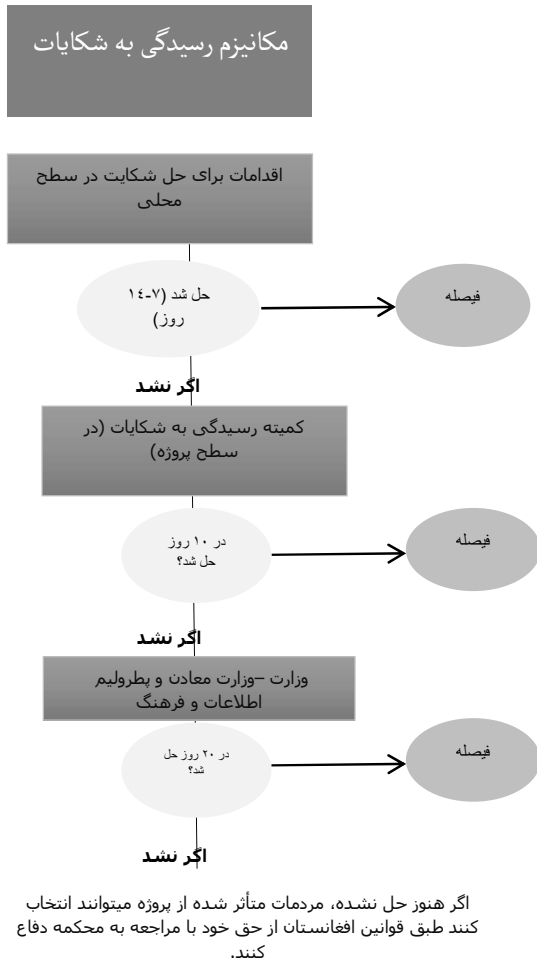 مکانیزم رسیدگی به شکایات
اقدامات برای حل شکایت در سطح
محلی
حل شد (۷-١٤
روز)
فیصله
اگر نشد
کمیته رسیدگی به شکایات (در
سطح پروژه)
در ۱۰ روز
حل شد؟
فیصله
اگر نشد
وزارت –وزارت معادن و پطرولیم
اطلاعات و فرهنگ
در ۲۰ روز حل
شد؟
فیصله
اگر نشد
اگر هنوز حل نشده، مردمات متأثر شده از پروژه میتوانند انتخاب
کنند طبق قوانین افغانستان از حق خود با مراجعه به محکمه دفاع
کنند.